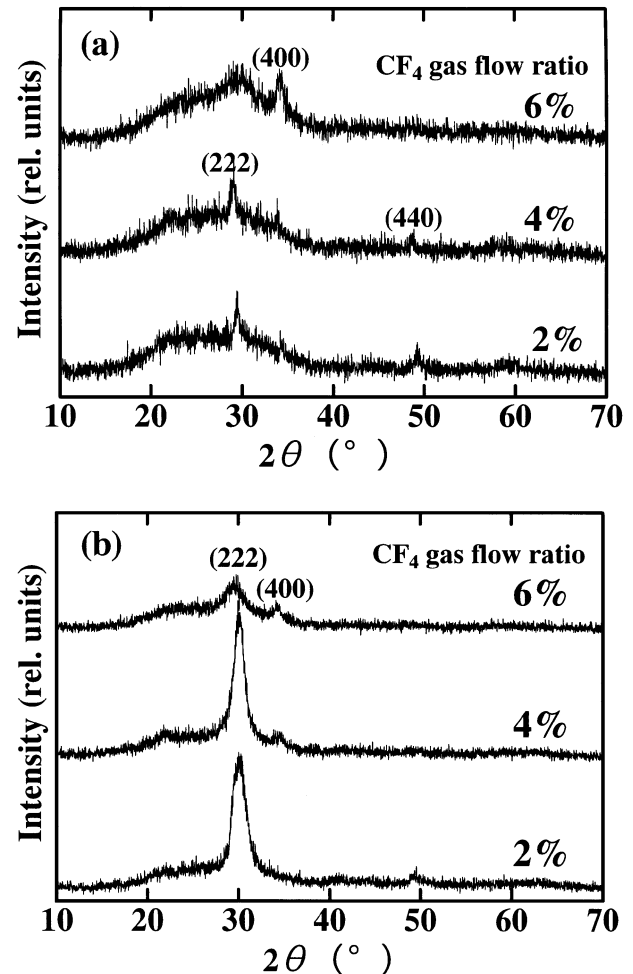 (a)
(400)
CF4 gas flow ratio
6%
(222)
(440)
4%
2%
Intensity (rel. units)
10 20 30 40 50 60 70
2θ (°)
(b)
(222)
CF4 gas flow ratio
(400)
6%
4%
2%
Intensity (rel. units)
10 20 30 40 50 60 70
2θ (°)